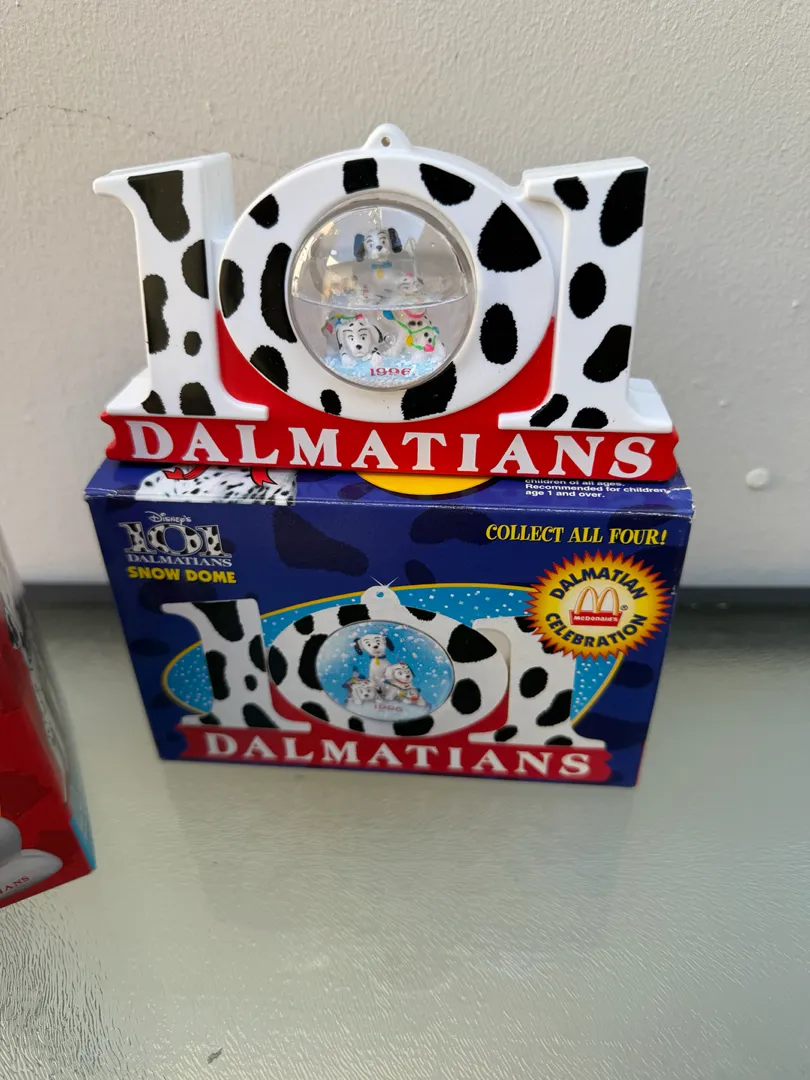 101
1996
DALMATIANS
children of all ages.
Recommended for children
age 1 and over.
Disney's
101
DALMATIANS
SNOW DOME
COLLECT ALL FOUR!
DALMATIAN
McDonald's®
CELEBRATION
101
1996
DALMATIANS
IANS